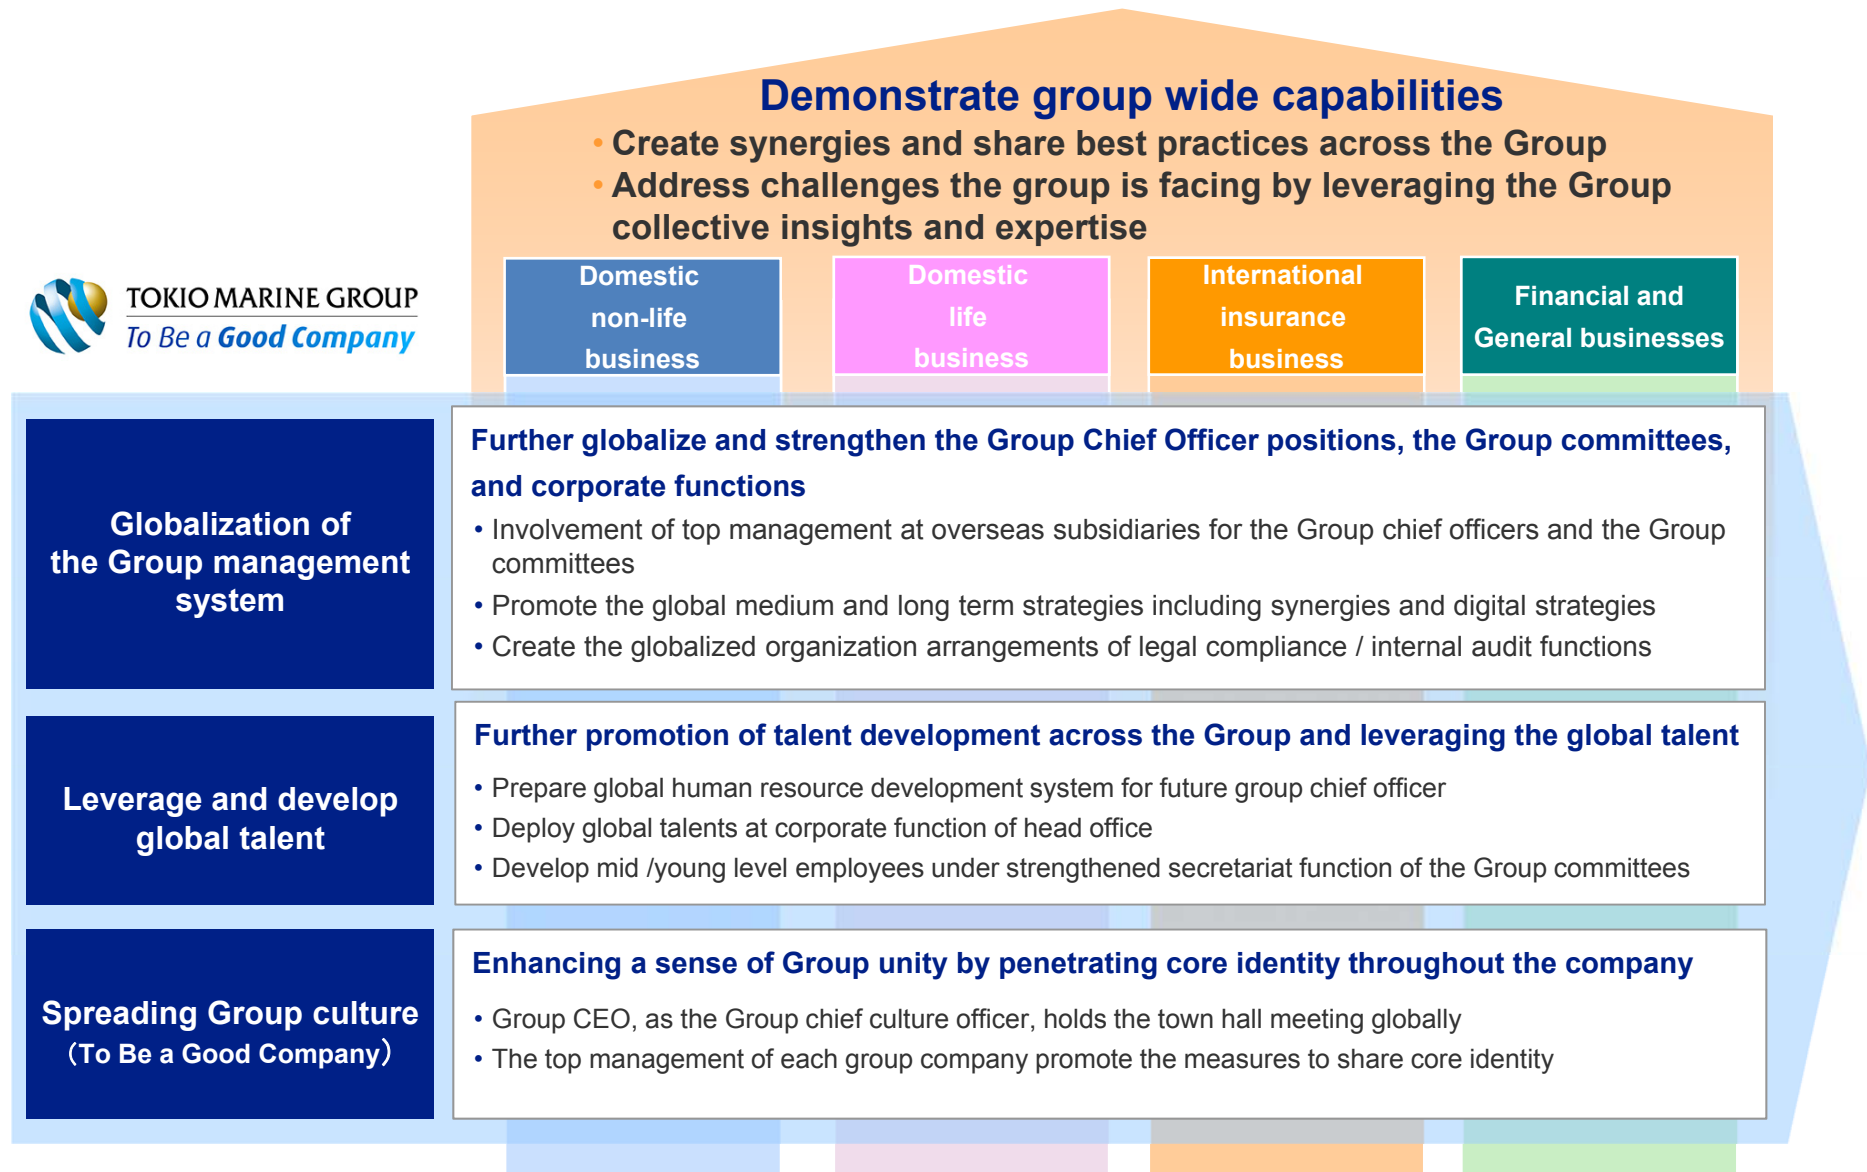 Demonstrate group wide capabilities
• Create synergies and share best practices across the Group
• Address challenges the group is facing by leveraging the Group
collective insights and expertise
TOKIO MARINE GROUP
To Be a Good Company
Domestic
non-life
business
Domestic
life
business
International
insurance
business
Financial and
General businesses
Globalization of
the Group management
system
Further globalize and strengthen the Group Chief Officer positions, the Group committees,
and corporate functions
• Involvement of top management at overseas subsidiaries for the Group chief officers and the Group
committees
• Promote the global medium and long term strategies including synergies and digital strategies
• Create the globalized organization arrangements of legal compliance / internal audit functions
Leverage and develop
global talent
Further promotion of talent development across the Group and leveraging the global talent
• Prepare global human resource development system for future group chief officer
• Deploy global talents at corporate function of head office
• Develop mid /young level employees under strengthened secretariat function of the Group committees
Spreading Group culture
（To Be a Good Company）
Enhancing a sense of Group unity by penetrating core identity throughout the company
• Group CEO, as the Group chief culture officer, holds the town hall meeting globally
• The top management of each group company promote the measures to share core identity